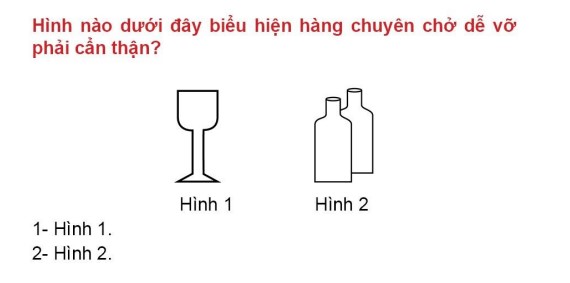 Hình nào dưới đây biểu hiện hàng chuyên chở dễ vỡ
phải cẩn thận?
Hình 1 Hình 2
1- Hình 1.
2- Hình 2.